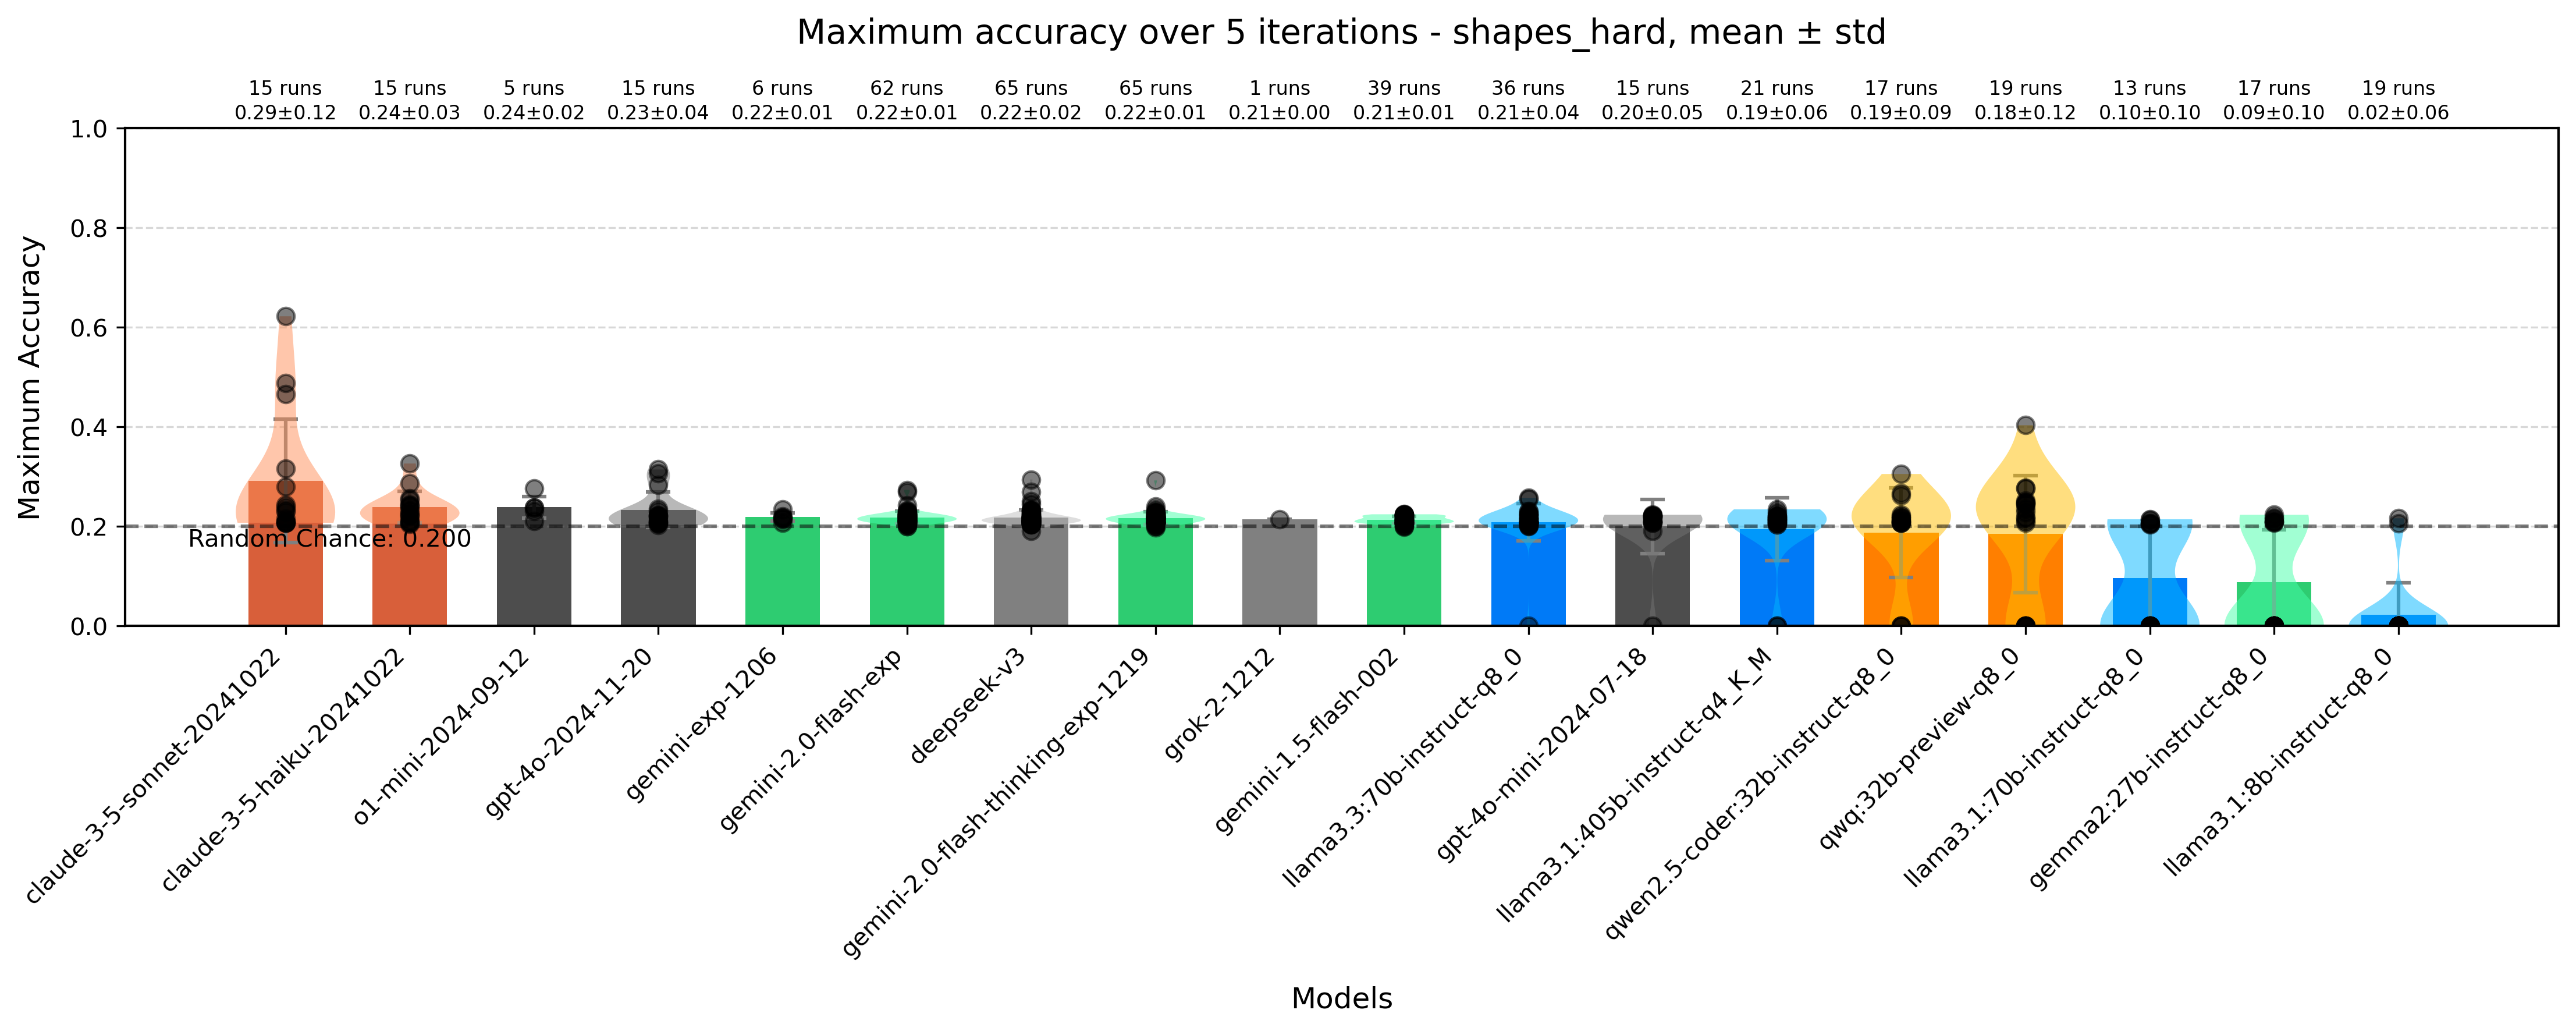 Maximum accuracy over 5 iterations - shapes_hard, mean ± std
15 runs 15 runs 5 runs 15 runs 6 runs 62 runs 65 runs 65 runs 1 runs 39 runs 36 runs 15 runs 21 runs 17 runs 19 runs 13 runs 17 runs 19 runs
0.29±0.12 0.24±0.03 0.24±0.02 0.23±0.04 0.22±0.01 0.22±0.01 0.22±0.02 0.22±0.01 0.21±0.00 0.21±0.01 0.21±0.04 0.20±0.05 0.19±0.06 0.19±0.09 0.18±0.12 0.10±0.10 0.09±0.10 0.02±0.06
Maximum Accuracy
1.0
0.8
0.6
0.4
0.2
0.0
Random Chance: 0.200
claude-3-5-sonnet-20241022
claude-3-5-haiku-20241022
o1-mini-2024-09-12
gpt-4o-2024-11-20
gemini-exp-1206
gemini-2.0-flash-exp
deepseek-v3
gemini-2.0-flash-thinking-exp-1219
grok-2-1212
gemini-1.5-flash-002
llama3.3:70b-instruct-q8_0
gpt-4o-mini-2024-07-18
llama3.1:405b-instruct-q4_K_M
qwen2.5-coder:32b-instruct-q8_0
qwq:32b-preview-q8_0
llama3.1:70b-instruct-q8_0
gemma2:27b-instruct-q8_0
llama3.1:8b-instruct-q8_0
Models